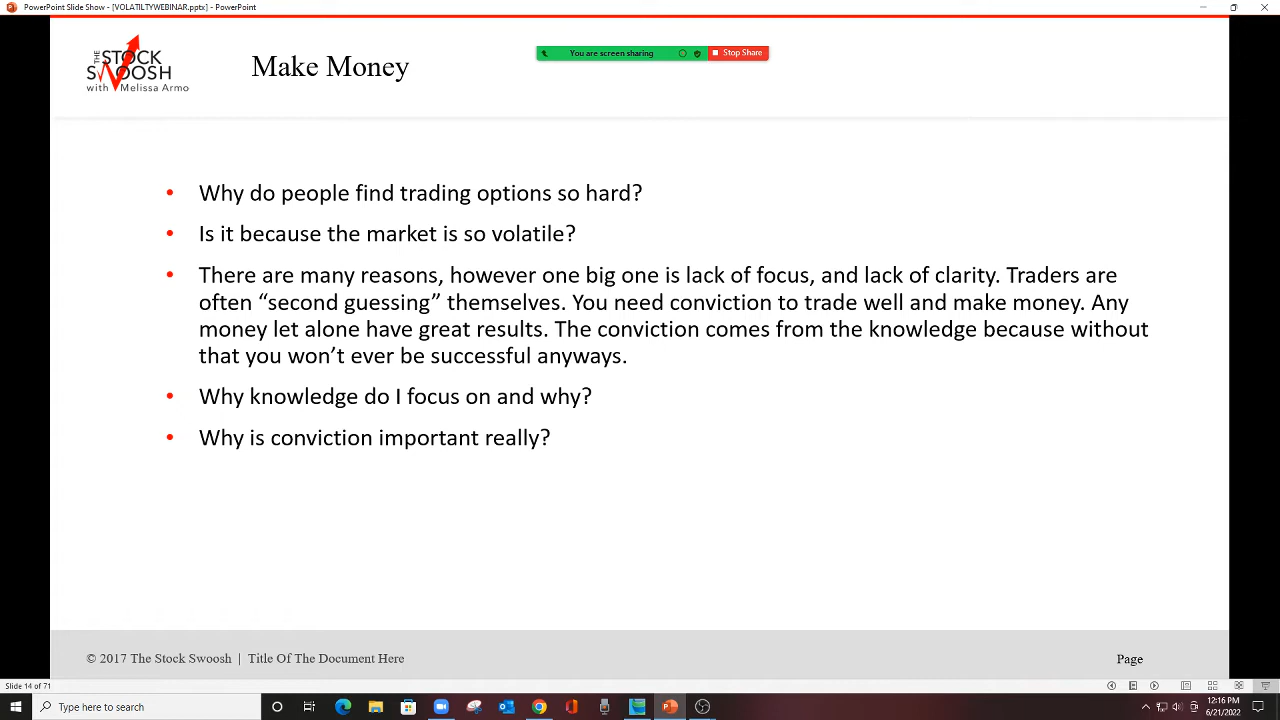 PowerPoint Slide Show - [VOLATILTYWEBINAR.pptx] - PowerPoint
You are screen sharing
Stop Share
THE STOCK
SWOOSH
with Melissa Armo
Make Money
• Why do people find trading options so hard?
• Is it because the market is so volatile?
• There are many reasons, however one big one is lack of focus, and lack of clarity. Traders are
often “second guessing” themselves. You need conviction to trade well and make money. Any
money let alone have great results. The conviction comes from the knowledge because without
that you won’t ever be successful anyways.
• Why knowledge do I focus on and why?
• Why is conviction important really?
© 2017 The Stock Swoosh | Title Of The Document Here
Page
Slide 14 of 71
Type here to search
12:16 PM
6/21/2022